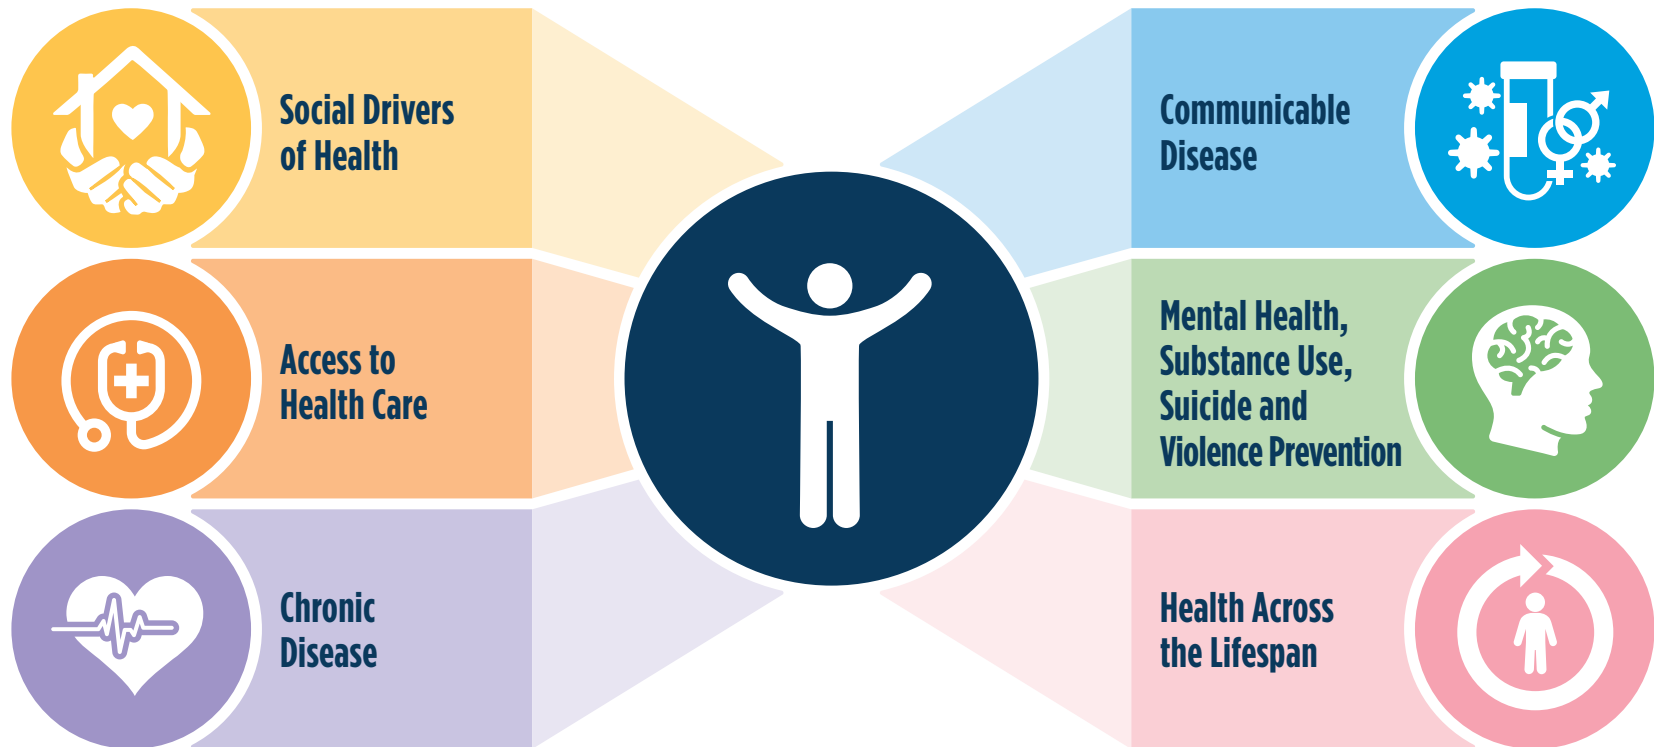 Social Drivers
of Health
Access to
Health Care
Chronic
Disease
Communicable
Disease
Mental Health,
Substance Use,
Suicide and
Violence Prevention
Health Across
the Lifespan